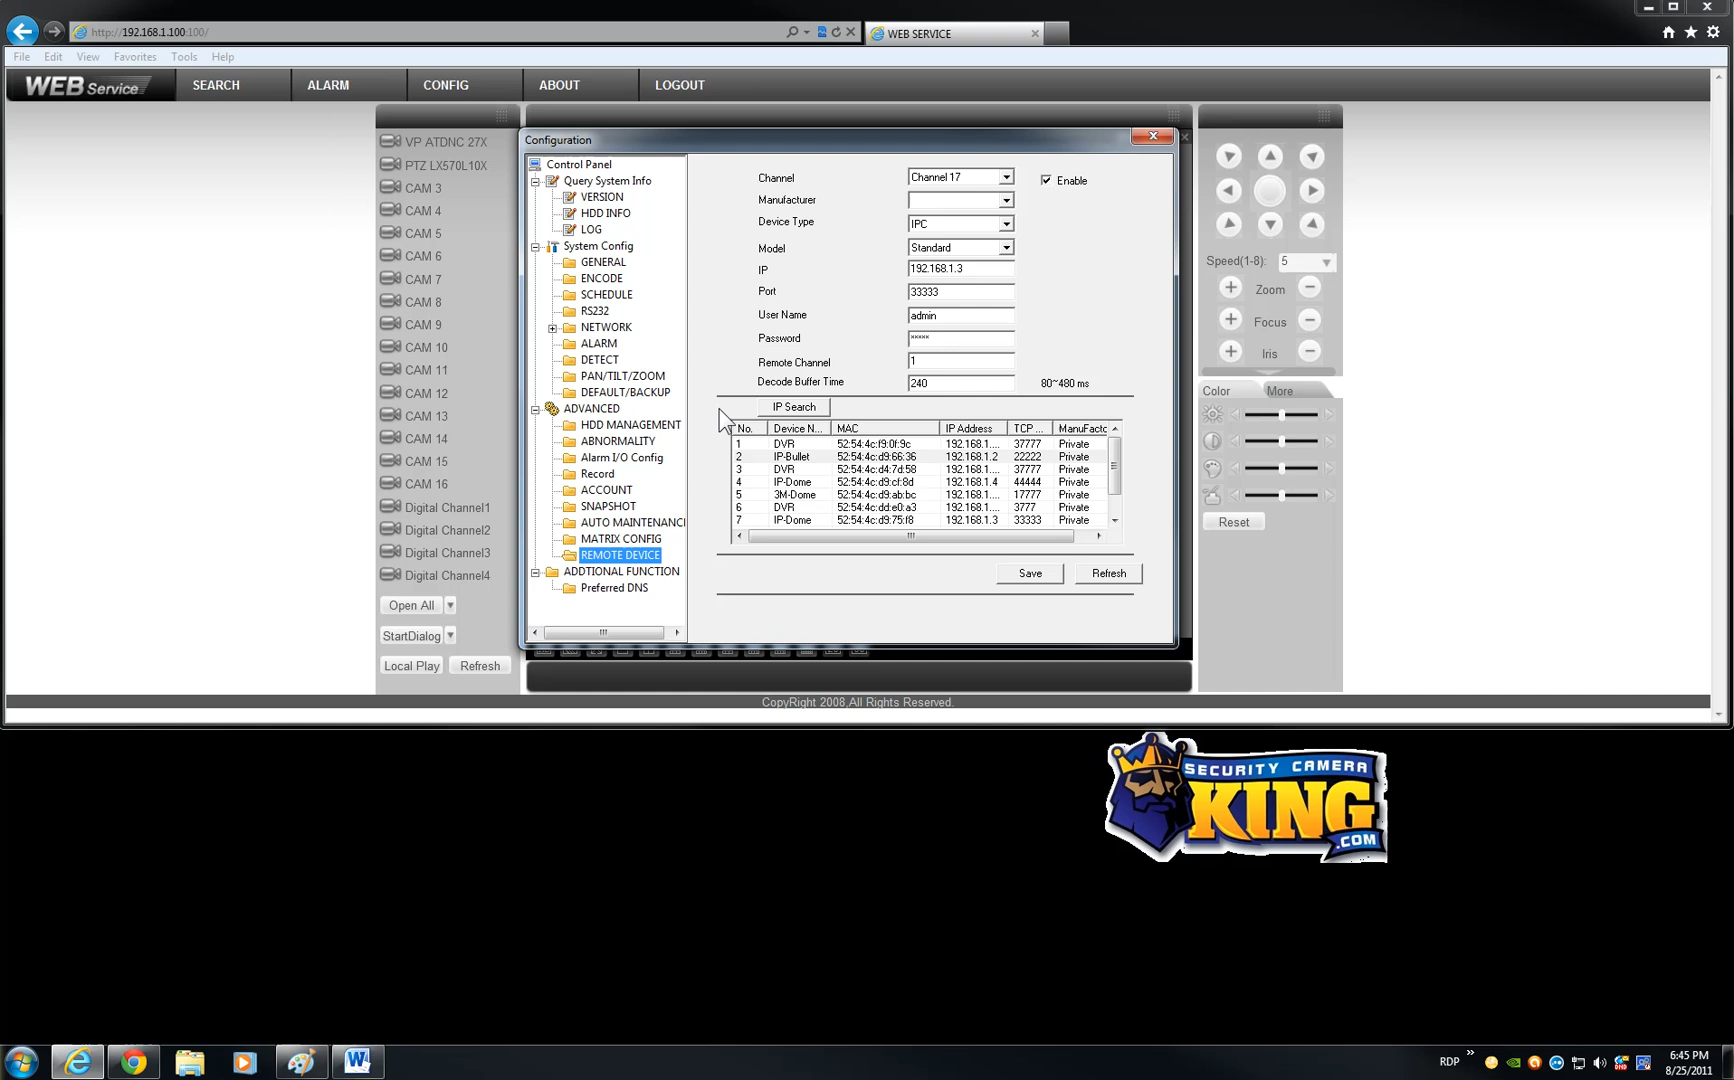 http://192.168.1.100:100/
WEB SERVICE
File Edit View Favorites Tools Help
WEB Service SEARCH ALARM CONFIG ABOUT LOGOUT
VP ATDNC 27X
PTZ LX570L10X
CAM 3
CAM 4
CAM 5
CAM 6
CAM 7
CAM 8
CAM 9
CAM 10
CAM 11
CAM 12
CAM 13
CAM 14
CAM 15
CAM 16
Digital Channel1
Digital Channel2
Digital Channel3
Digital Channel4
Open All
StartDialog
Local Play Refresh
Configuration
Control Panel
Query System Info
VERSION
HDD INFO
LOG
System Config
GENERAL
ENCODE
SCHEDULE
RS232
NETWORK
ALARM
DETECT
PAN/TILT/ZOOM
DEFAULT/BACKUP
ADVANCED
HDD MANAGEMENT
ABNORMALITY
Alarm I/O Config
Record
ACCOUNT
SNAPSHOT
AUTO MAINTENANC
MATRIX CONFIG
REMOTE DEVICE
ADDTIONAL FUNCTION
Preferred DNS
Channel Channel 17 Enable
Manufacturer
Device Type IPC
Model Standard
IP 192.168.1.3
Port 33333
User Name admin
Password *****
Remote Channel 1
Decode Buffer Time 240 80~480 ms
IP Search
No. Device N... MAC IP Address TCP ... ManuFacto
1 DVR 52:54:4c:f9:0f:9c 192.168.1.... 37777 Private
2 IP-Bullet 52:54:4c:d9:66:36 192.168.1.2 22222 Private
3 DVR 52:54:4c:d4:7d:58 192.168.1.... 37777 Private
4 IP-Dome 52:54:4c:d9:cf:8d 192.168.1.4 44444 Private
5 3M-Dome 52:54:4c:d9:ab:bc 192.168.1.... 17777 Private
6 DVR 52:54:4c:dd:e0:a3 192.168.1.... 3777 Private
7 IP-Dome 52:54:4c:d9:75:f8 192.168.1.3 33333 Private
Save Refresh
Speed(1-8): 5
Zoom
Focus
Iris
Color More
Reset
CopyRight 2008,All Rights Reserved.
SECURITY CAMERA
KING
.COM
RDP
6:45 PM
8/25/2011